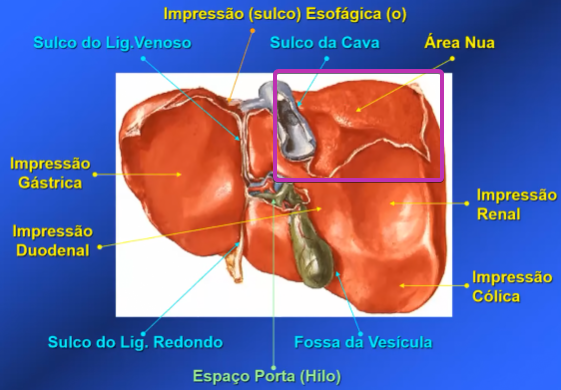 Impressão (sulco) Esofágica (o)
Sulco do Lig.Venoso
Sulco da Cava
Área Nua
Impressão
Gástrica
Impressão
Duodenal
Impressão
Renal
Impressão
Cólica
Sulco do Lig. Redondo
Fossa da Vesícula
Espaço Porta (Hilo)